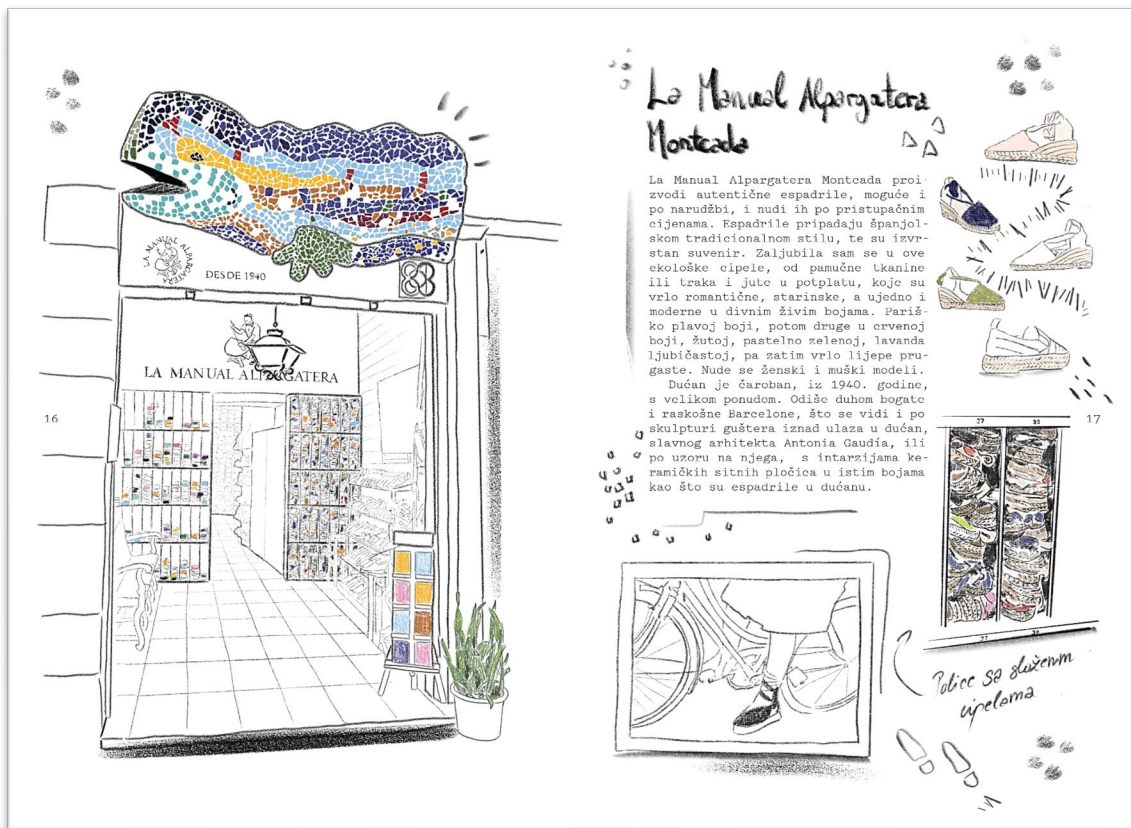 LA MANUAL ALPARGATERA
DESDE 1940
LA MANUAL ALPARGATERA
16
La Manual Alpargatera
Montcada
La Manual Alpargatera Montcada proi-
zvodi autentične espadrile, moguće i
po narudžbi, i nudi ih po pristupačnim
cijenama. Espadrile pripadaju španjol-
skom tradicionalnom stilu, te su izvr-
stan suvenir. Zaljubila sam se u ove
ekološke cipele, od pamučne tkanine
ili traka i jute u potplatu, koje su
vrlo romantične, starinske, a ujedno i
moderne u divnim živim bojama. Pariš-
ko plavoj boji, potom druge u crvenoj
boji, žutoj, pastelno zelenoj, lavanda
ljubičastoj, pa zatim vrlo lijepe pru-
gaste. Nude se ženski i muški modeli.
Dućan je čaroban, iz 1940. godine,
s velikom ponudom. Odiše duhom bogate
i raskošne Barcelone, što se vidi i po
skulpturi guštera iznad ulaza u dućan,
slavnog arhitekta Antonia Gaudía, ili
po uzoru na njega, s intarzijama ke-
ramičkih sitnih pločica u istim bojama
kao što su espadrile u dućanu.
17
37
Police sa složenim
cipelama